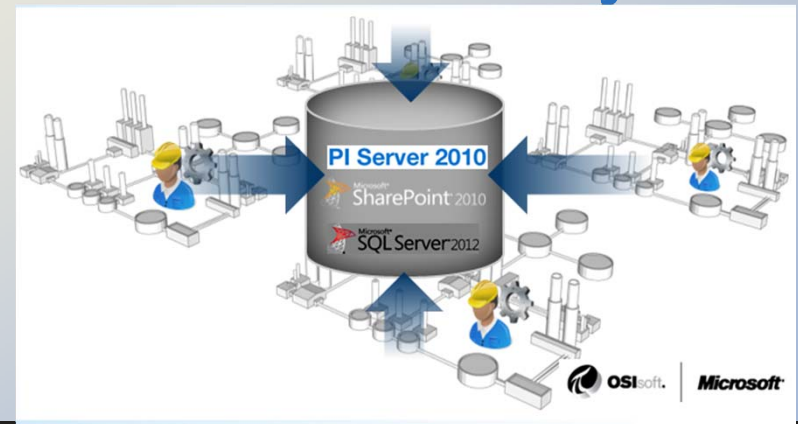 PI Server 2010
Microsoft®
SharePoint® 2010
Microsoft®
SQL Server® 2012
OSIsoft. Microsoft®